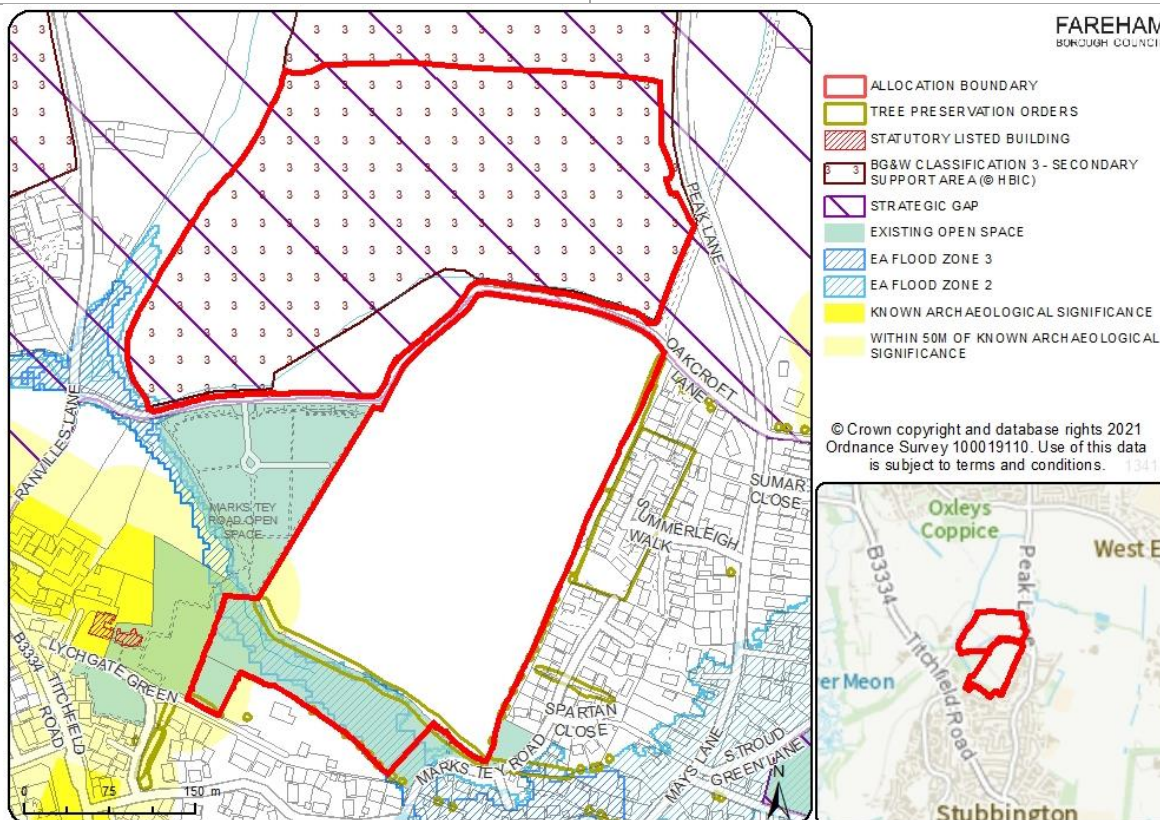 FAREHAM
BOROUGH COUNCIL
ALLOCATION BOUNDARY
TREE PRESERVATION ORDERS
STATUTORY LISTED BUILDING
3 3
BG&W CLASSIFICATION 3 - SECONDARY
SUPPORT AREA (© HBIC)
STRATEGIC GAP
EXISTING OPEN SPACE
EA FLOOD ZONE 3
EA FLOOD ZONE 2
KNOWN ARCHAEOLOGICAL SIGNIFICANCE
WITHIN 50M OF KNOWN ARCHAEOLOGICAL
SIGNIFICANCE
© Crown copyright and database rights 2021
Ordnance Survey 100019110. Use of this data
is subject to terms and conditions.
1341
PEAK LANE
OAKCROFT
LANE
RANVILLES LANE
MARKS TEY
ROAD OPEN
SPACE
SUMMERLEIGH
WALK
SUMAR
CLOSE
LYCHGATE GREEN
B3334 TITCHFIELD
ROAD
SPARTAN
CLOSE
MARKS TEY ROAD
MAYS LANE
STROUD
GREEN LANE
N
0 75 150 m
Oxleys
Coppice
B3334
Peak Lane
West E
Titchfield Road
er Meon
Stubbington